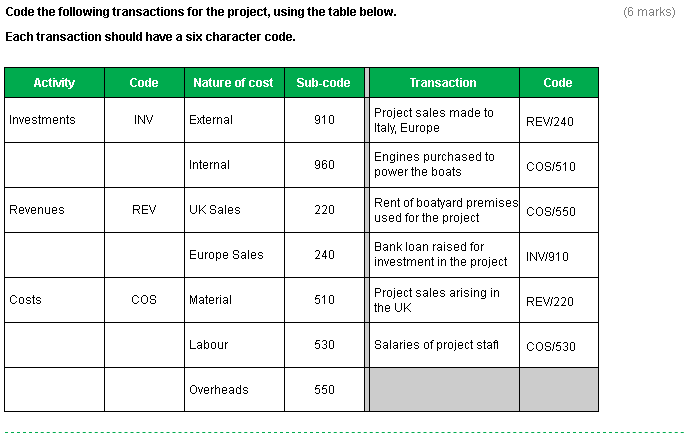 Code the following transactions for the project, using the table below. (6 marks)
Each transaction should have a six character code.
Activity Code Nature of cost Sub-code Transaction Code
Investments INV External 910 Project sales made to
Italy, Europe REV/240
Internal 960 Engines purchased to
power the boats COS/510
Revenues REV UK Sales 220 Rent of boatyard premises
used for the project COS/550
Europe Sales 240 Bank loan raised for
investment in the project INV/910
Costs COS Material 510 Project sales arising in
the UK REV/220
Labour 530 Salaries of project staff COS/530
Overheads 550